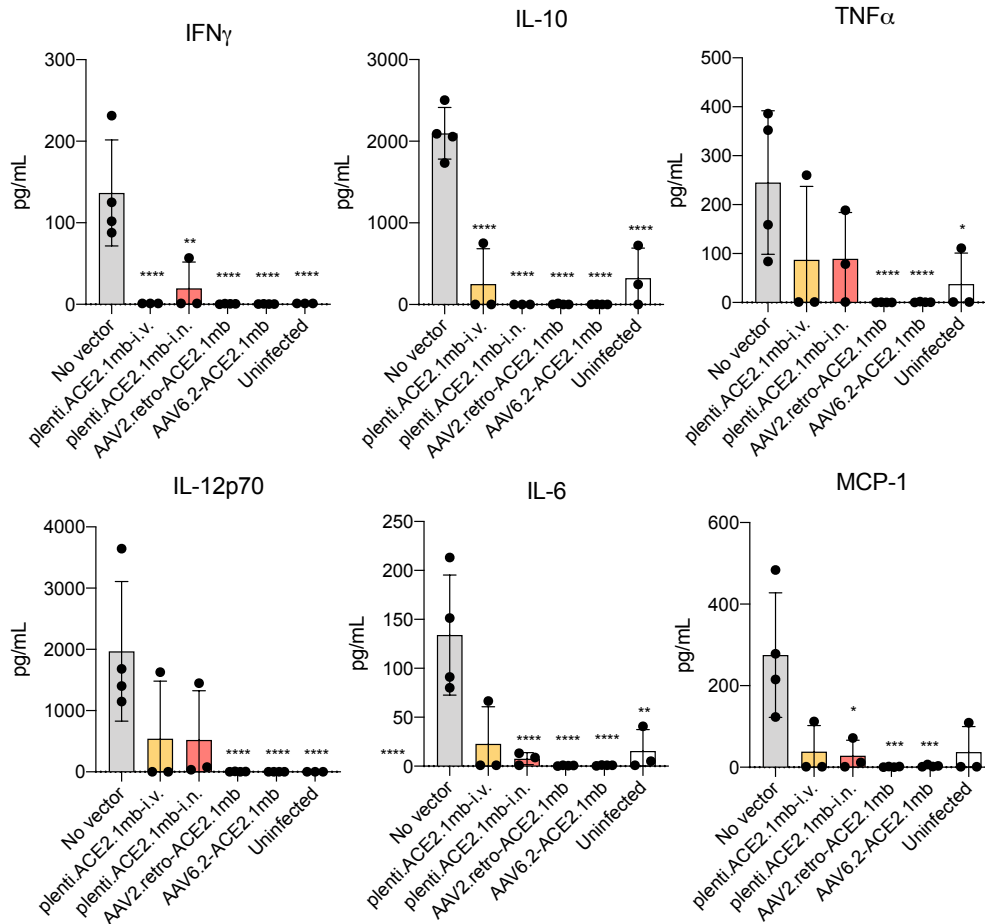 IFNγ
pg/mL
300
200
100
0
**
**** **** **** ****
No vector
plenti.ACE2.1mb-i.v.
plenti.ACE2.1mb-i.n.
AAV2.retro-ACE2.1mb
AAV6.2-ACE2.1mb
Uninfected
IL-10
pg/mL
3000
2000
1000
0
**** ****
**** **** ****
No vector
plenti.ACE2.1mb-i.v.
plenti.ACE2.1mb-i.n.
AAV2.retro-ACE2.1mb
AAV6.2-ACE2.1mb
Uninfected
TNFα
pg/mL
500
400
300
200
100
0
*
**** ****
No vector
plenti.ACE2.1mb-i.v.
plenti.ACE2.1mb-i.n.
AAV2.retro-ACE2.1mb
AAV6.2-ACE2.1mb
Uninfected
IL-12p70
pg/mL
4000
3000
2000
1000
0
**** **** ****
No vector
plenti.ACE2.1mb-i.v.
plenti.ACE2.1mb-i.n.
AAV2.retro-ACE2.1mb
AAV6.2-ACE2.1mb
Uninfected
IL-6
pg/mL
250
200
150
100
50
0
**
**** **** **** ****
No vector
plenti.ACE2.1mb-i.v.
plenti.ACE2.1mb-i.n.
AAV2.retro-ACE2.1mb
AAV6.2-ACE2.1mb
Uninfected
MCP-1
pg/mL
600
400
200
0
*
*** ***
No vector
plenti.ACE2.1mb-i.v.
plenti.ACE2.1mb-i.n.
AAV2.retro-ACE2.1mb
AAV6.2-ACE2.1mb
Uninfected